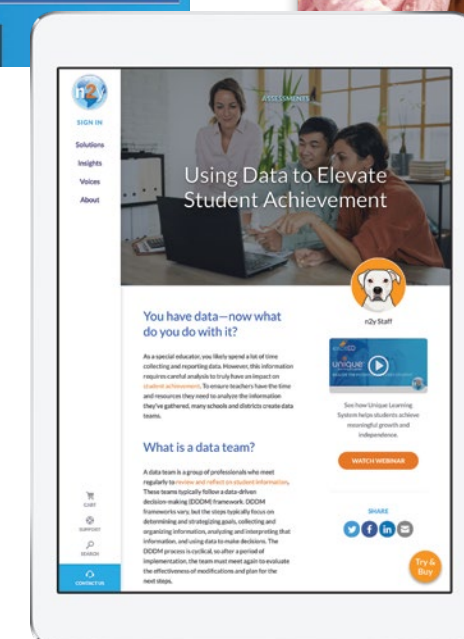 n2y
SIGN IN
Solutions
Insights
Voices
About
ASSESSMENTS
Using Data to Elevate
Student Achievement
n2y Staff
You have data—now what
do you do with it?
As a special educator, you likely spend a lot of time
collecting and reporting data. However, this information
requires careful analysis to truly have an impact on
student achievement. To ensure teachers have the time
and resources they need to analyze the information
they've gathered, many schools and districts create data
teams.
What is a data team?
A data team is a group of professionals who meet
regularly to review and reflect on student information.
These teams typically follow a data-driven
decision-making (DDDM) framework. DDDM
frameworks vary, but the steps typically focus on
determining and strategizing goals, collecting and
organizing information, analyzing and interpreting that
information, and using data to make decisions. The
DDDM process is cyclical, so after a period of
implementation, the team must meet again to evaluate
the effectiveness of modifications and plan for the
next steps.
unique
See how Unique Learning
System helps students achieve
meaningful growth and
independence.
WATCH WEBINAR
SHARE
Try &
Buy
CART
SUPPORT
SEARCH
CONTACT US